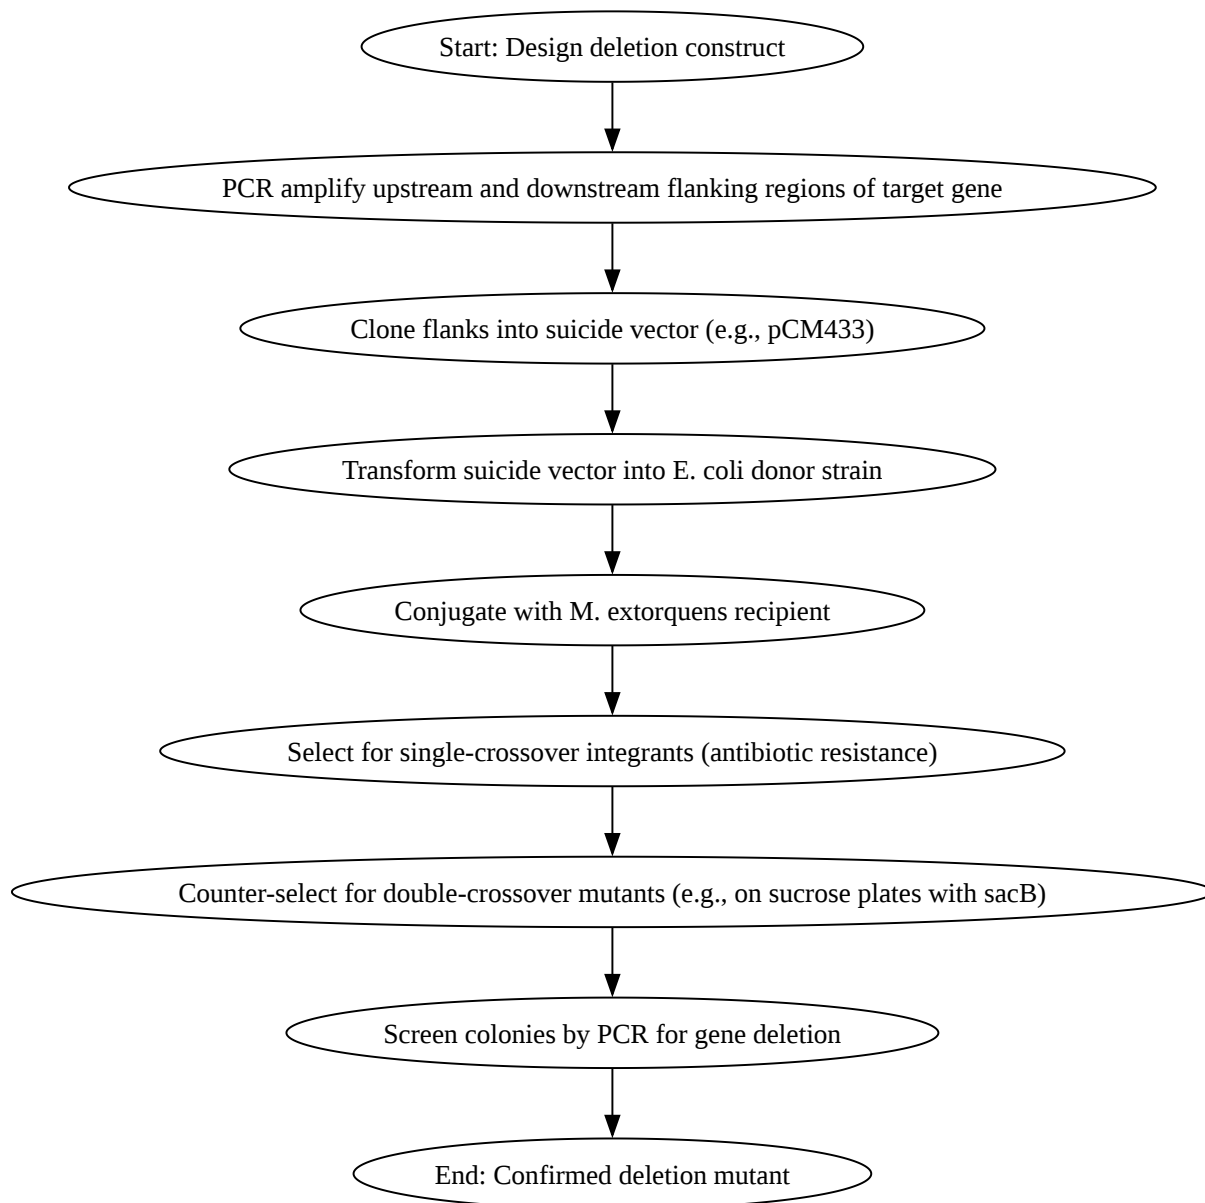 Start: Design deletion construct
PCR amplify upstream and downstream flanking regions of target gene
Clone flanks into suicide vector (e.g., pCM433)
Transform suicide vector into E. coli donor strain
Conjugate with M. extorquens recipient
Select for single-crossover integrants (antibiotic resistance)
Counter-select for double-crossover mutants (e.g., on sucrose plates with sacB)
Screen colonies by PCR for gene deletion
End: Confirmed deletion mutant